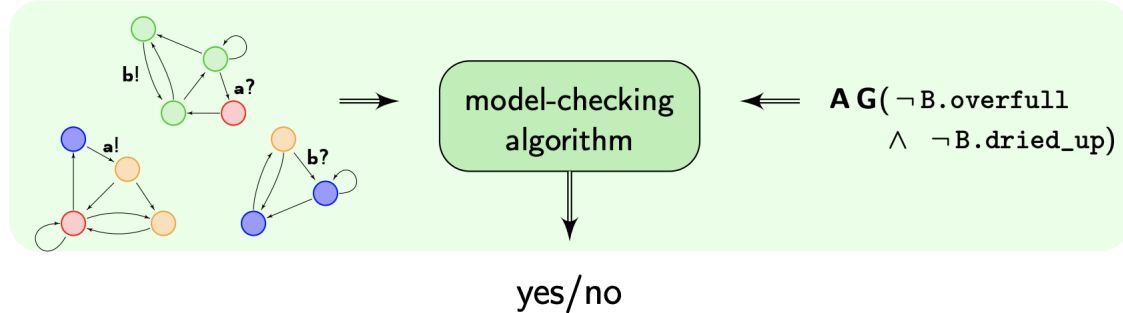 b!
a?
a!
b?
model-checking
algorithm
A G(¬B.overfull
∧ ¬B.dried_up)
yes/no